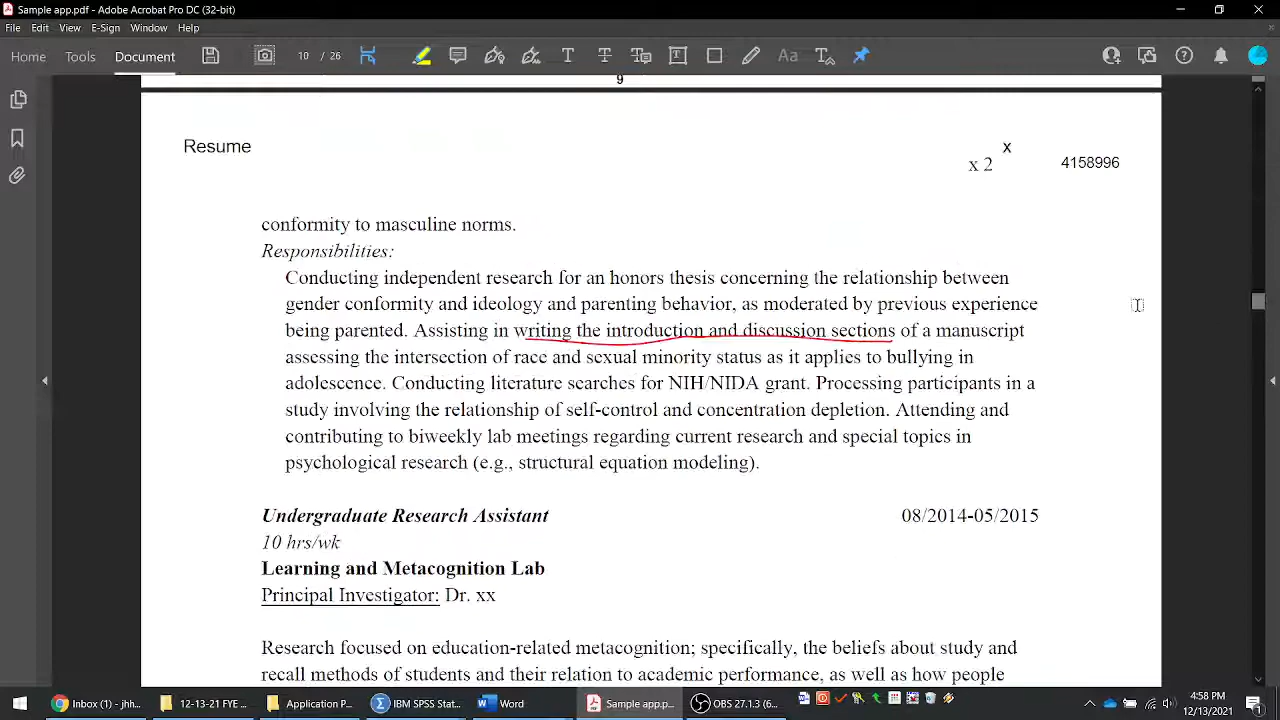 Sample app.pdf - Adobe Acrobat Pro DC (32-bit)
File Edit View E-Sign Window Help
Home Tools Document 10 / 26
9
Resume x
x 2 4158996
conformity to masculine norms.
Responsibilities:
Conducting independent research for an honors thesis concerning the relationship between
gender conformity and ideology and parenting behavior, as moderated by previous experience
being parented. Assisting in writing the introduction and discussion sections of a manuscript
assessing the intersection of race and sexual minority status as it applies to bullying in
adolescence. Conducting literature searches for NIH/NIDA grant. Processing participants in a
study involving the relationship of self-control and concentration depletion. Attending and
contributing to biweekly lab meetings regarding current research and special topics in
psychological research (e.g., structural equation modeling).
Undergraduate Research Assistant 08/2014-05/2015
10 hrs/wk
Learning and Metacognition Lab
Principal Investigator: Dr. xx
Research focused on education-related metacognition; specifically, the beliefs about study and
recall methods of students and their relation to academic performance, as well as how people
Inbox (1) - jhh... 12-13-21 FYE ... Application P... IBM SPSS Stat... Word Sample app.p... OBS 27.1.3 (6... 4:58 PM
12/13/2021